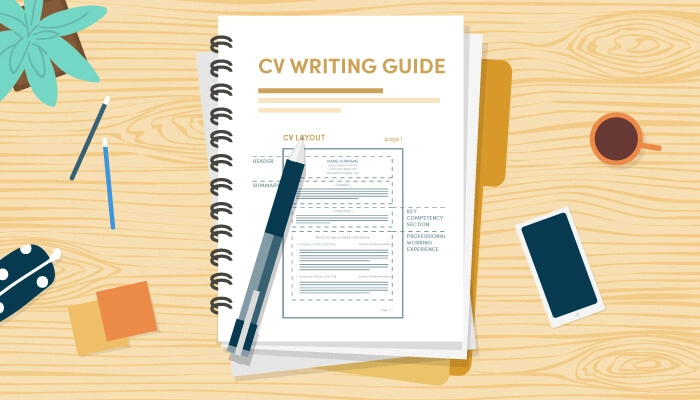 CV WRITING GUIDE
CV LAYOUT
page 1
HEADER
NAME SURNAME
SUMMARY
KEY
COMPETENCY
SECTION
PROFESSIONAL
WORKING
EXPERIENCE